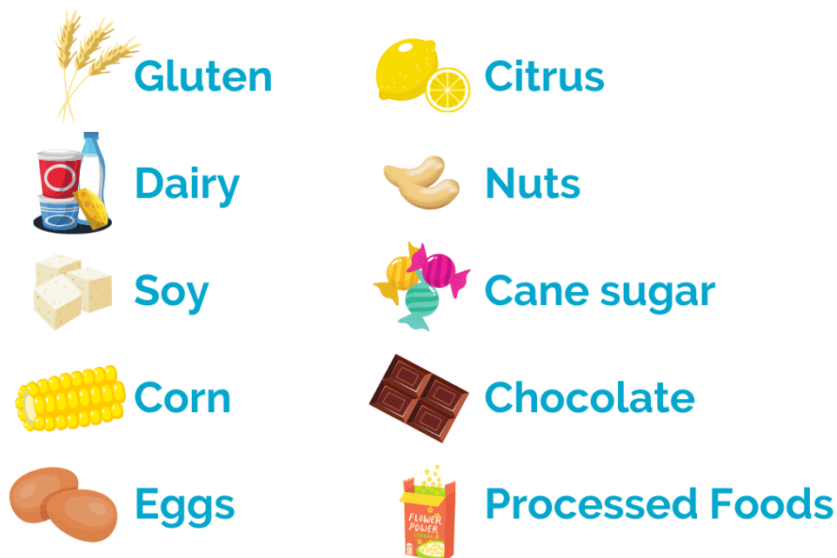 Gluten
Dairy
Soy
Corn
Eggs
Citrus
Nuts
Cane sugar
Chocolate
Processed Foods
FLOWER
POWER